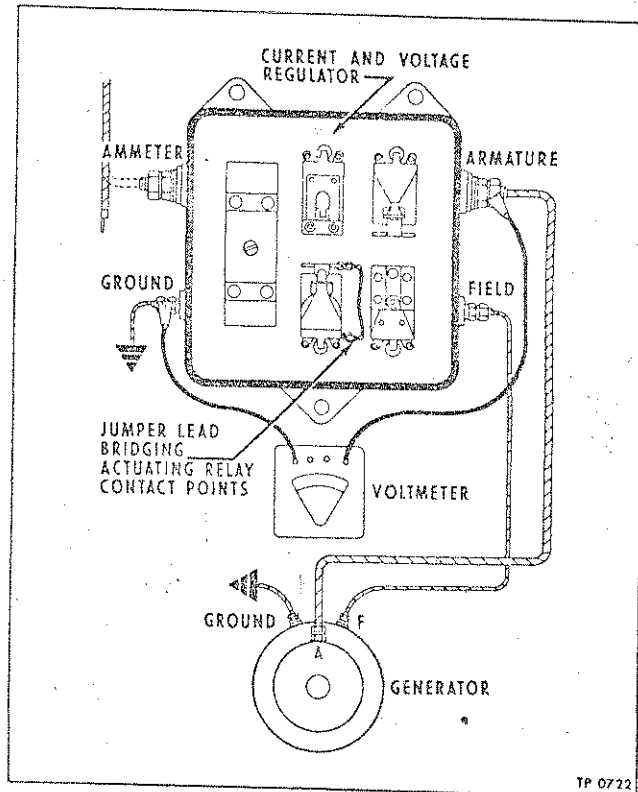 CURRENT AND VOLTAGE
REGULATOR
AMMETER
ARMATURE
GROUND
FIELD
JUMPER LEAD
BRIDGING
ACTUATING RELAY
CONTACT POINTS
VOLTMETER
GROUND
F
A
GENERATOR
TP 0722